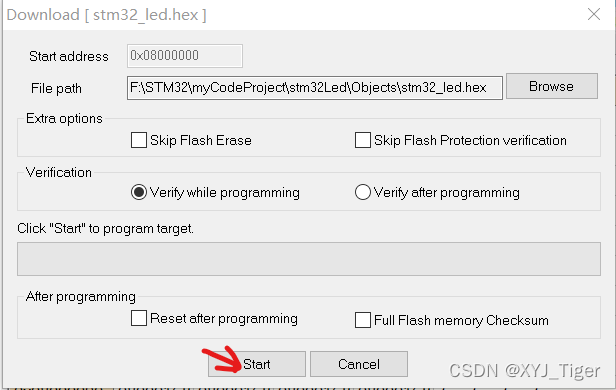 Download [ stm32_led.hex ]
Start address 0x08000000
File path F:\STM32\myCodeProject\stm32Led\Objects\stm32_led.hex Browse
Extra options
Skip Flash Erase Skip Flash Protection verification
Verification
Verify while programming Verify after programming
Click "Start" to program target.
After programming
Reset after programming Full Flash memory Checksum
Start Cancel
CSDN @XYJ_Tiger